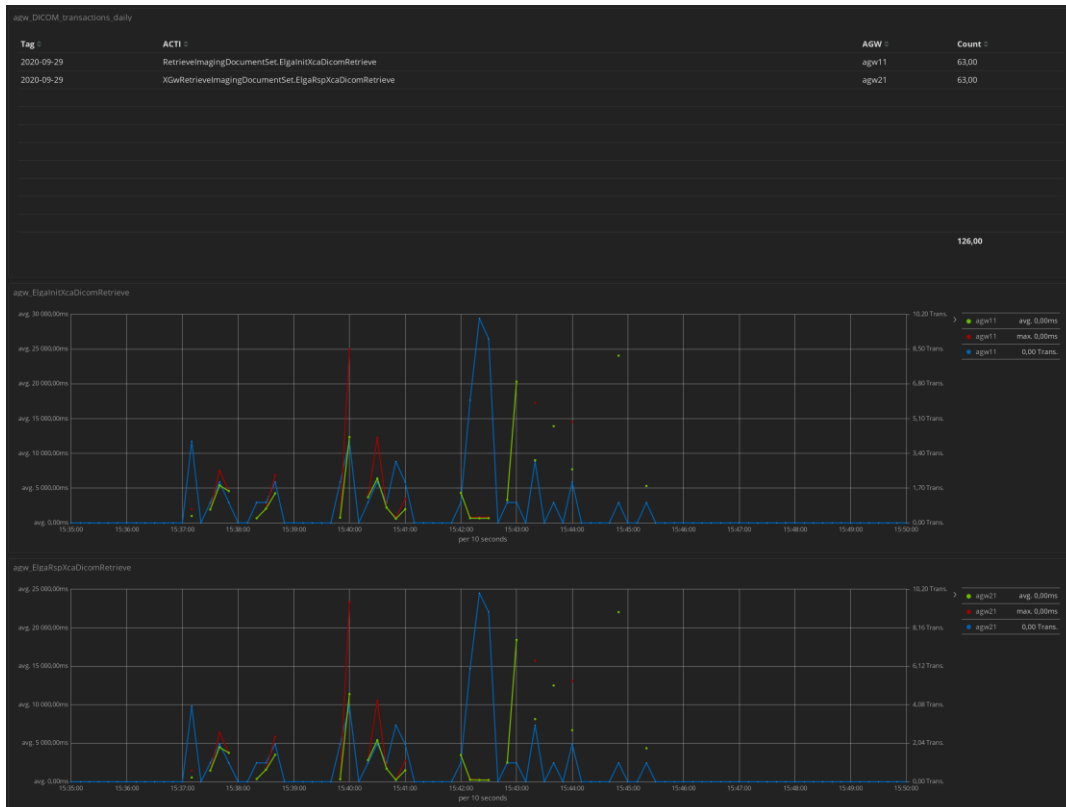 agw_DICOM_transactions_daily
Tag ACTI AGW Count
2020-09-29 RetrieveImagingDocumentSet.ElgaInitXcaDicomRetrieve agw11 63,00
2020-09-29 XGwRetrieveImagingDocumentSet.ElgaRspXcaDicomRetrieve agw21 63,00
126,00
agw_ElgaInitXcaDicomRetrieve
avg. 30 000,00ms 10,20 Trans.
agw11 avg. 0,00ms
agw11 max. 0,00ms
avg. 25 000,00ms 8,50 Trans.
agw11 0,00 Trans.
avg. 20 000,00ms 6,80 Trans.
avg. 15 000,00ms 5,10 Trans.
avg. 10 000,00ms 3,40 Trans.
avg. 5 000,00ms 1,70 Trans.
avg. 0,00ms 0,00 Trans.
15:35:00 15:36:00 15:37:00 15:38:00 15:39:00 15:40:00 15:41:00 15:42:00 15:43:00 15:44:00 15:45:00 15:46:00 15:47:00 15:48:00 15:49:00 15:50:00
per 10 seconds
agw_ElgaRspXcaDicomRetrieve
avg. 25 000,00ms 10,20 Trans.
agw21 avg. 0,00ms
agw21 max. 0,00ms
avg. 20 000,00ms 8,16 Trans.
agw21 0,00 Trans.
avg. 15 000,00ms 6,12 Trans.
avg. 10 000,00ms 4,08 Trans.
avg. 5 000,00ms 2,04 Trans.
avg. 0,00ms 0,00 Trans.
15:35:00 15:36:00 15:37:00 15:38:00 15:39:00 15:40:00 15:41:00 15:42:00 15:43:00 15:44:00 15:45:00 15:46:00 15:47:00 15:48:00 15:49:00 15:50:00
per 10 seconds